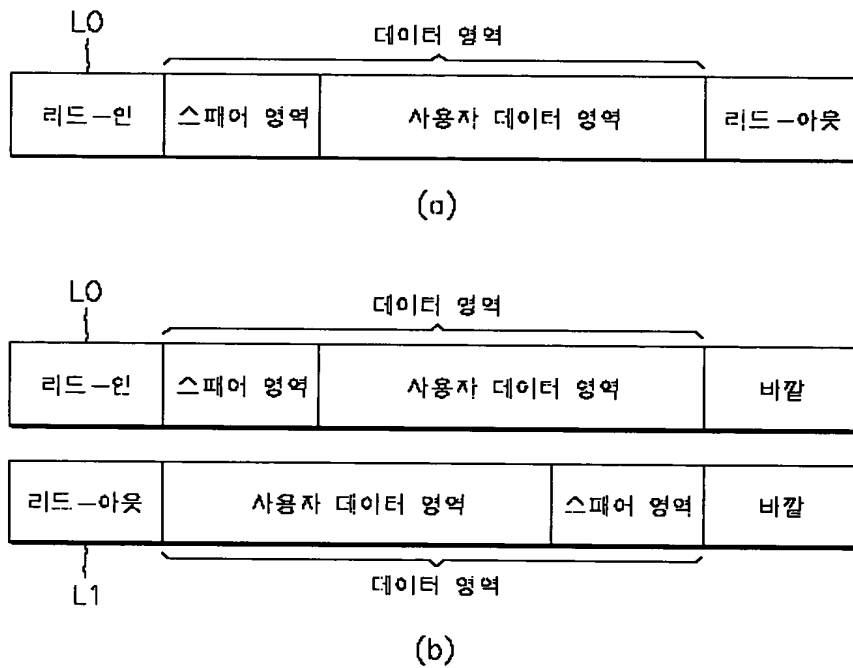 L0
데이터 영역
리드-인 스패어 영역 사용자 데이터 영역 리드-아웃
(a)
L0
데이터 영역
리드-인 스패어 영역 사용자 데이터 영역 바깥
리드-아웃 사용자 데이터 영역 스패어 영역 바깥
L1
데이터 영역
(b)